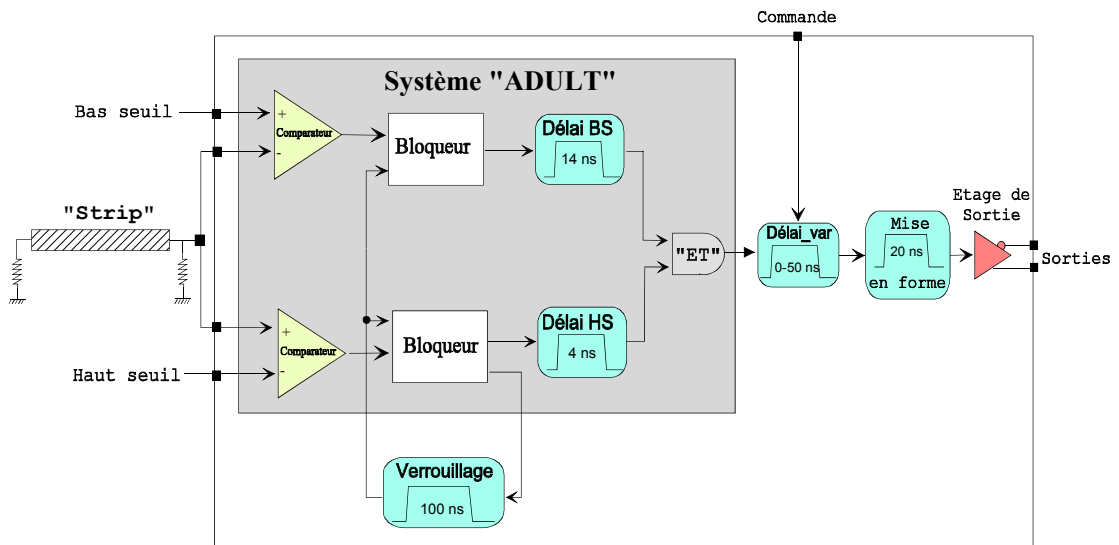 Commande
Système "ADULT"
Bas seuil
+
Comparateur
-
Bloqueur
Délai BS
14 ns
"Strip"
"ET"
Délai_var
0-50 ns
Mise
20 ns
en forme
Etage de
Sortie
Sorties
+
Comparateur
-
Bloqueur
Délai HS
4 ns
Haut seuil
Verrouillage
100 ns